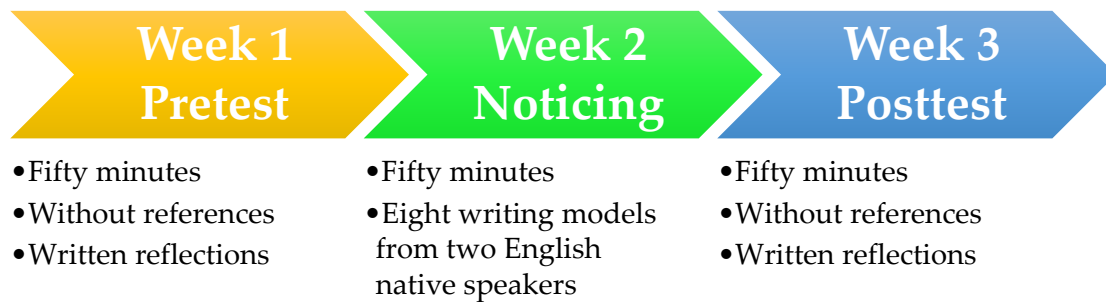 Week 1
Pretest
•Fifty minutes
•Without references
•Written reflections
Week 2
Noticing
•Fifty minutes
•Eight writing models
from two English
native speakers
Week 3
Posttest
•Fifty minutes
•Without references
•Written reflections